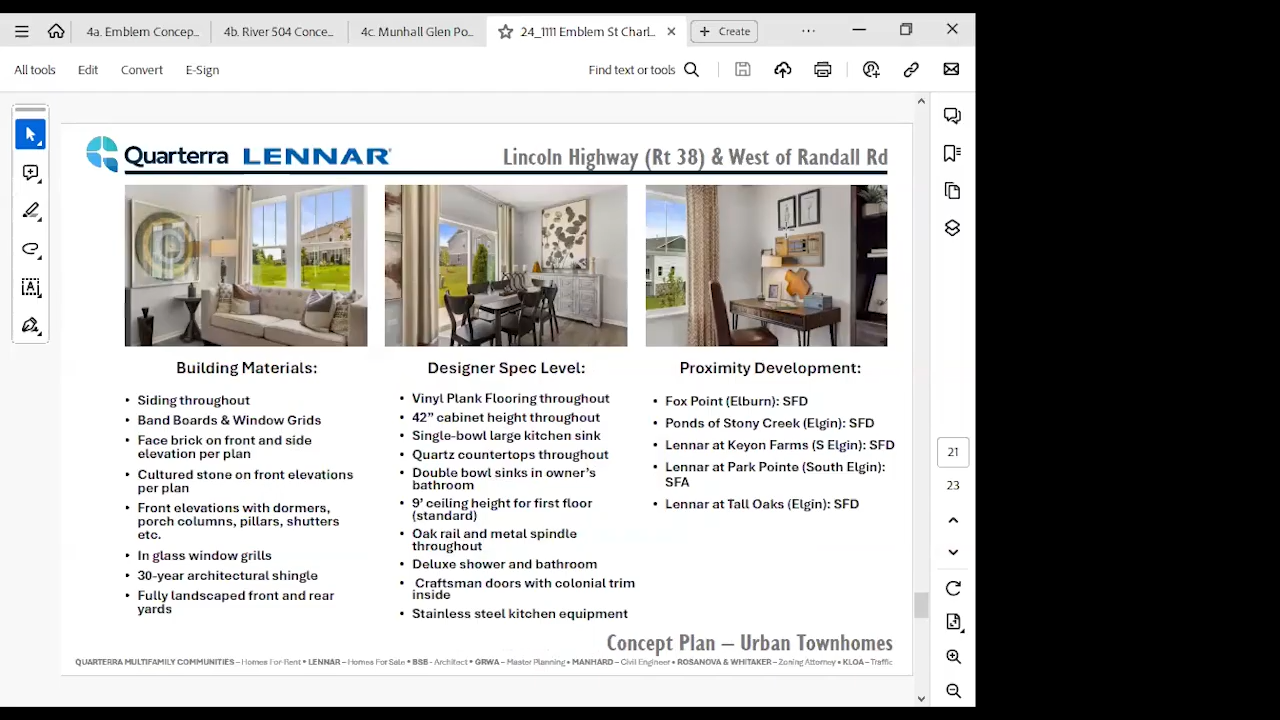 4a. Emblem Concep...
4b. River 504 Conce...
4c. Munhall Glen Po...
24_1111 Emblem St Charl...
Create
All tools
Edit
Convert
E-Sign
Find text or tools
Quarterra LENNAR
Lincoln Highway (Rt 38) & West of Randall Rd
Building Materials:
• Siding throughout
• Band Boards & Window Grids
• Face brick on front and side
elevation per plan
• Cultured stone on front elevations
per plan
• Front elevations with dormers,
porch columns, pillars, shutters
etc.
• In glass window grills
• 30-year architectural shingle
• Fully landscaped front and rear
yards
Designer Spec Level:
• Vinyl Plank Flooring throughout
• 42” cabinet height throughout
• Single-bowl large kitchen sink
• Quartz countertops throughout
• Double bowl sinks in owner’s
bathroom
• 9’ ceiling height for first floor
(standard)
• Oak rail and metal spindle
throughout
• Deluxe shower and bathroom
• Craftsman doors with colonial trim
inside
• Stainless steel kitchen equipment
Proximity Development:
• Fox Point (Elburn): SFD
• Ponds of Stony Creek (Elgin): SFD
• Lennar at Keyon Farms (S Elgin): SFD
• Lennar at Park Pointe (South Elgin):
SFA
• Lennar at Tall Oaks (Elgin): SFD
Concept Plan – Urban Townhomes
QUARTERRA MULTIFAMILY COMMUNITIES – Homes For Rent • LENNAR – Homes For Sale • BSB - Architect • GRWA – Master Planning • MANHARD – Civil Engineer • ROSANOVA & WHITAKER – Zoning Attorney • KLOA – Traffic
21
23